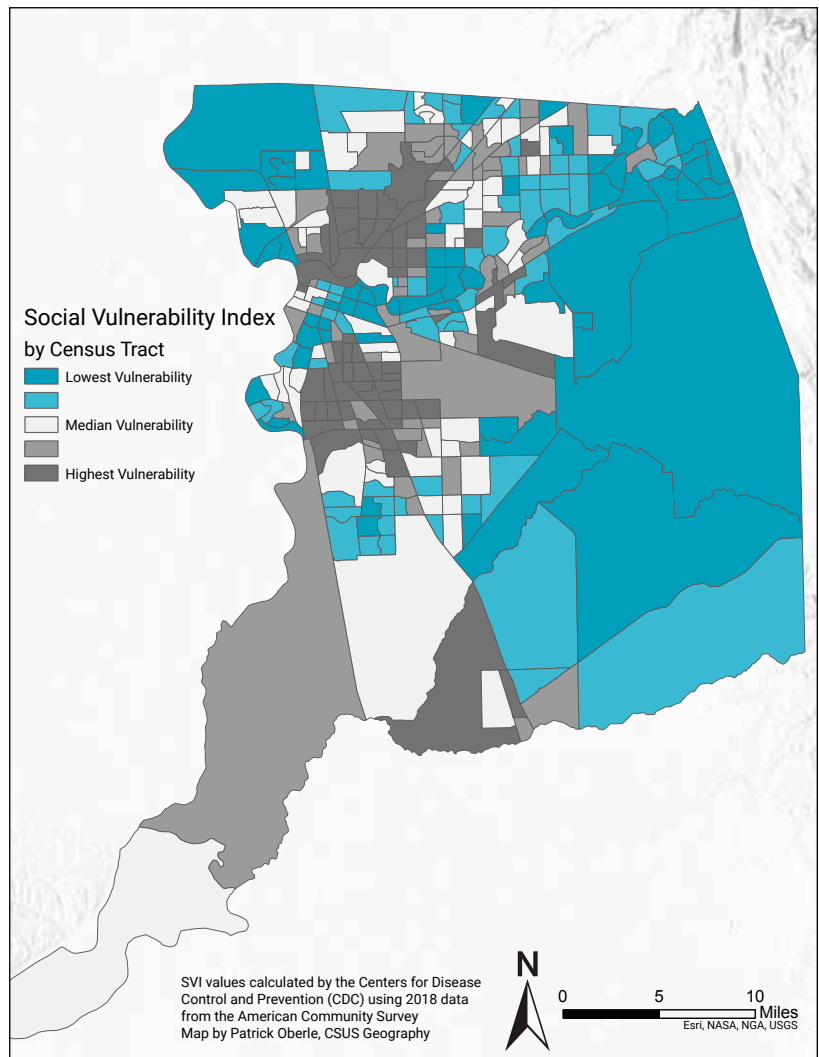 Social Vulnerability Index
by Census Tract
Lowest Vulnerability
Median Vulnerability
Highest Vulnerability
SVI values calculated by the Centers for Disease
Control and Prevention (CDC) using 2018 data
from the American Community Survey
Map by Patrick Oberle, CSUS Geography
N
0 5 10
Miles
Esri, NASA, NGA, USGS